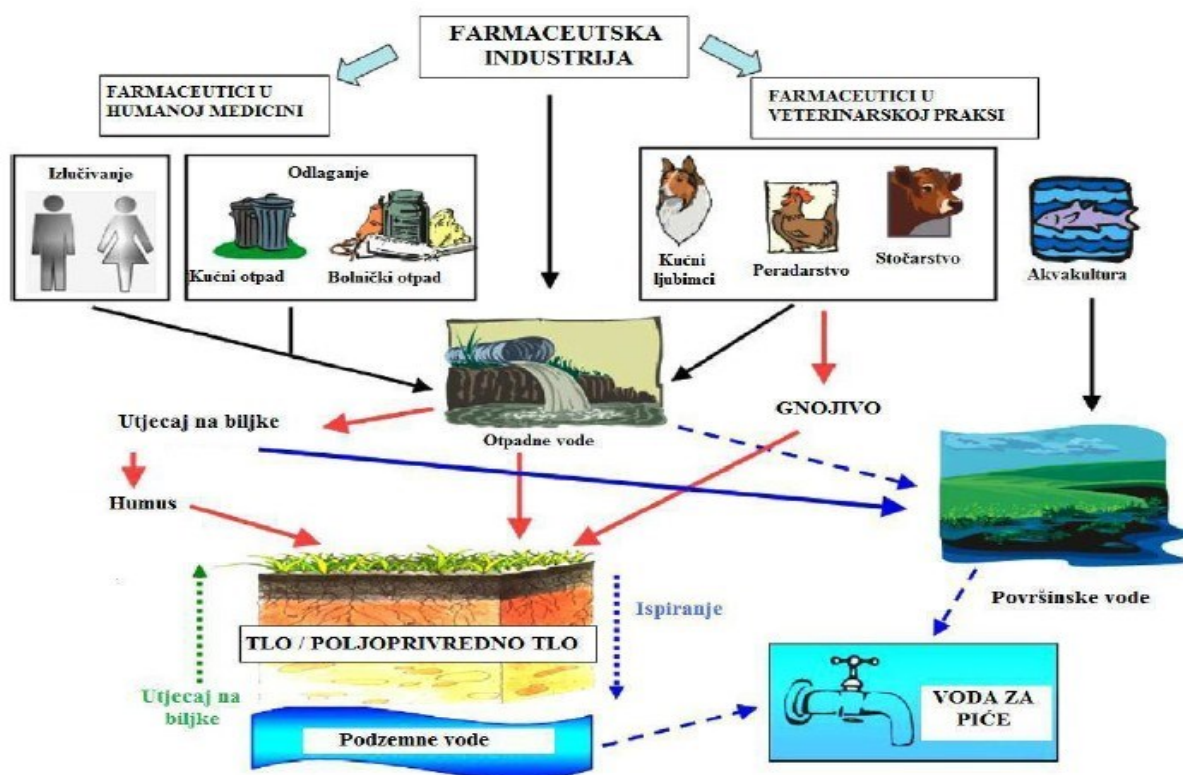 FARMACEUTSKA
INDUSTRIJA
FARMACEUTICI U
HUMANOJ MEDICINI
FARMACEUTICI U
VETERINARSKOJ PRAKSI
Izlučivanje
Odlaganje
Kućni otpad
Bolnički otpad
Kućni
ljubimci
Peradarstvo
Stočarstvo
Akvakultura
Utjecaj na biljke
Otpadne vode
GNOJIVO
Humus
Površinske vode
Ispiranje
TLO / POLJOPRIVREDNO TLO
Utjecaj na
biljke
Podzemne vode
VODA ZA
PIĆE